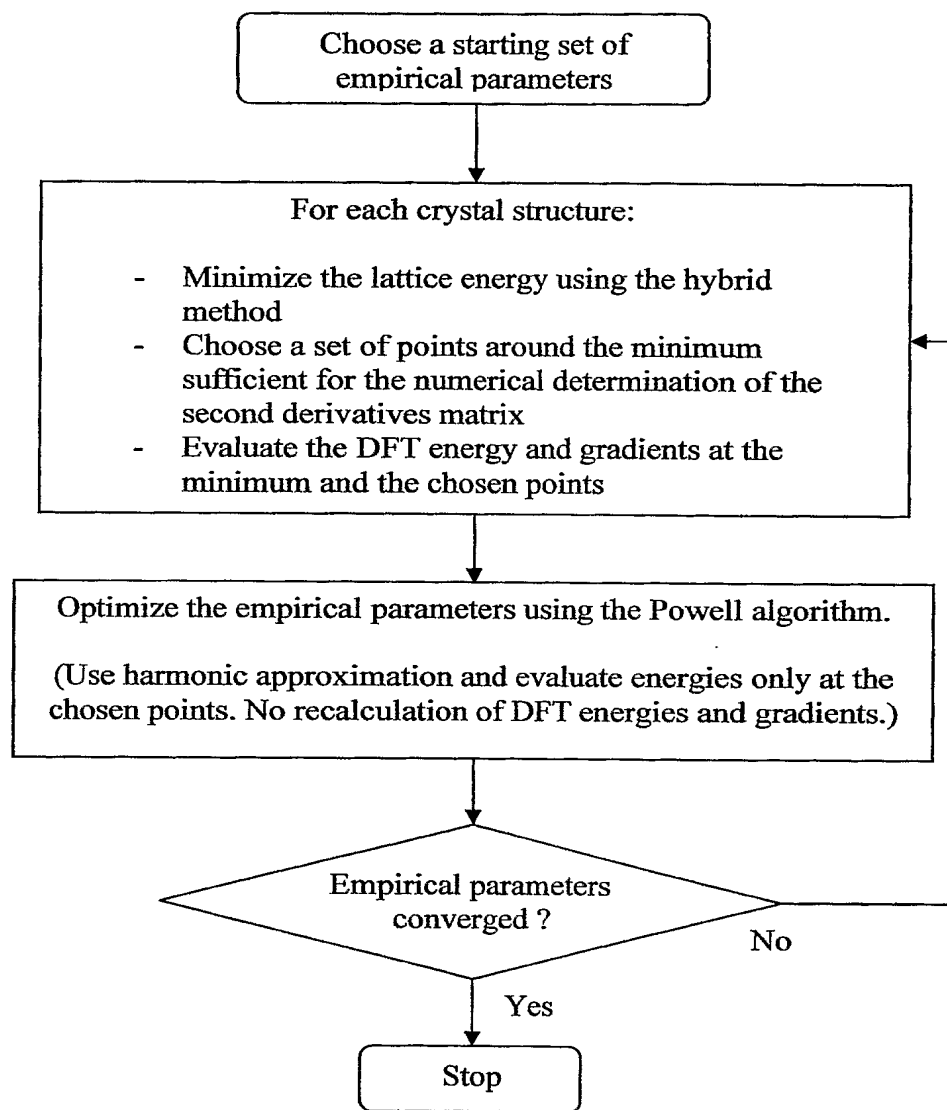 Choose a starting set of
empirical parameters
For each crystal structure:
- Minimize the lattice energy using the hybrid
method
- Choose a set of points around the minimum
sufficient for the numerical determination of the
second derivatives matrix
- Evaluate the DFT energy and gradients at the
minimum and the chosen points
Optimize the empirical parameters using the Powell algorithm.
(Use harmonic approximation and evaluate energies only at the
chosen points. No recalculation of DFT energies and gradients.)
Empirical parameters
converged ?
No
Yes
Stop